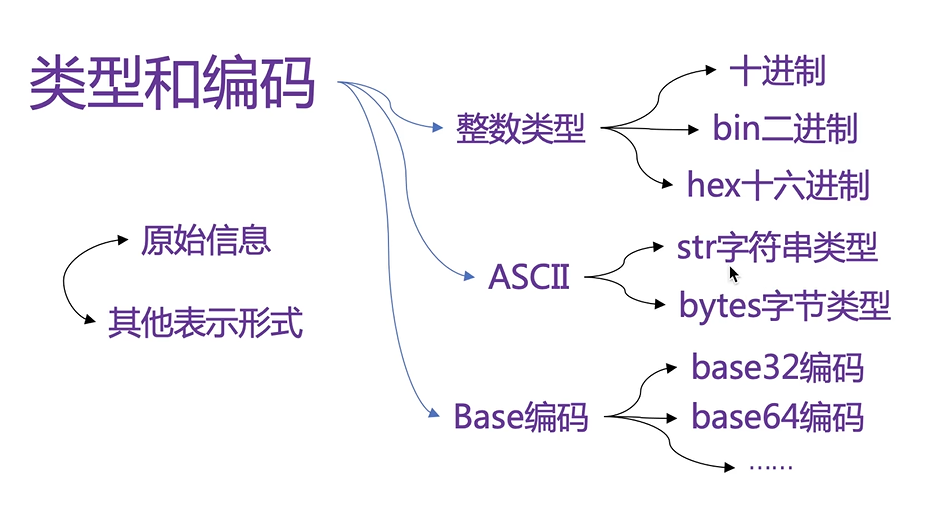 类型和编码
整数类型
十进制
bin二进制
hex十六进制
原始信息
其他表示形式
ASCII
str字符串类型
bytes字节类型
Base编码
base32编码
base64编码
……